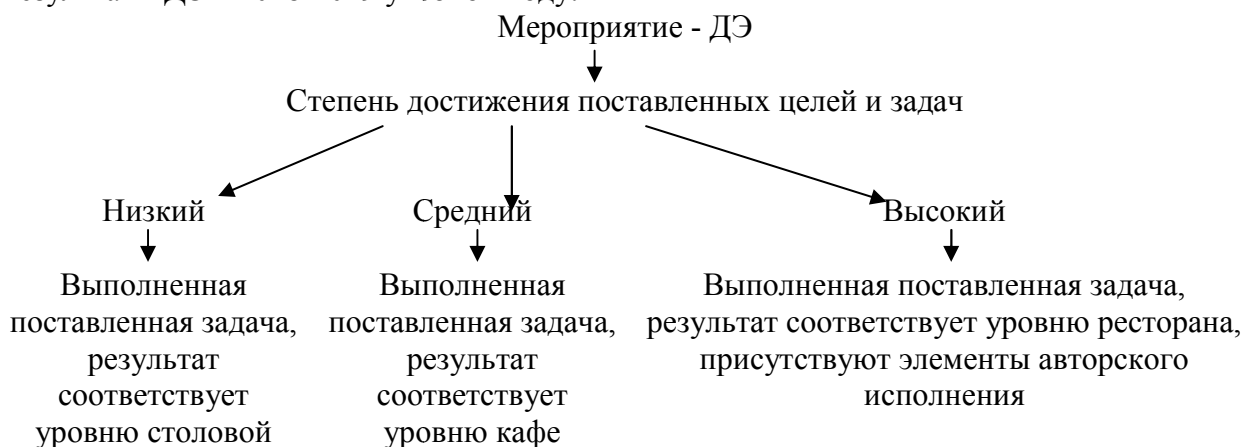 Мероприятие - ДЭ
Степень достижения поставленных целей и задач
Низкий
Средний
Высокий
Выполненная
поставленная задача,
результат
соответствует
уровню столовой
Выполненная
поставленная задача,
результат
соответствует
уровню кафе
Выполненная поставленная задача,
результат соответствует уровню ресторана,
присутствуют элементы авторского
исполнения